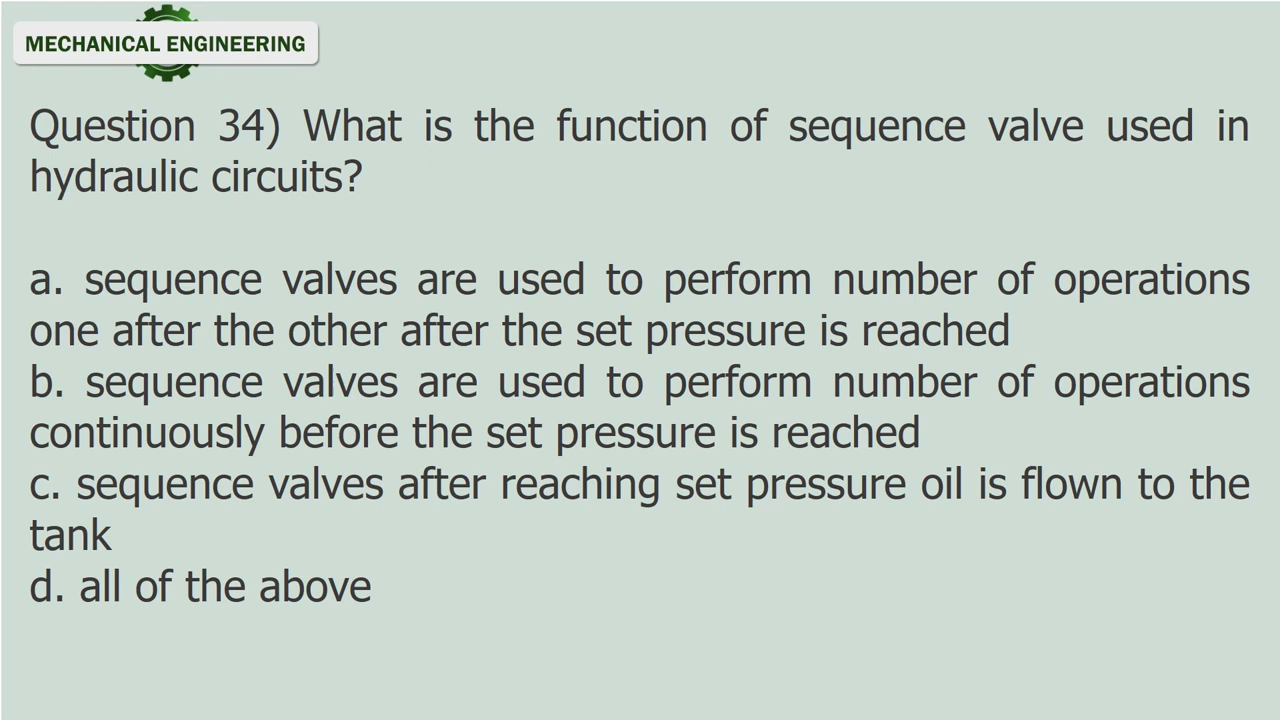 MECHANICAL ENGINEERING
Question 34) What is the function of sequence valve used in
hydraulic circuits?
a. sequence valves are used to perform number of operations
one after the other after the set pressure is reached
b. sequence valves are used to perform number of operations
continuously before the set pressure is reached
c. sequence valves after reaching set pressure oil is flown to the
tank
d. all of the above